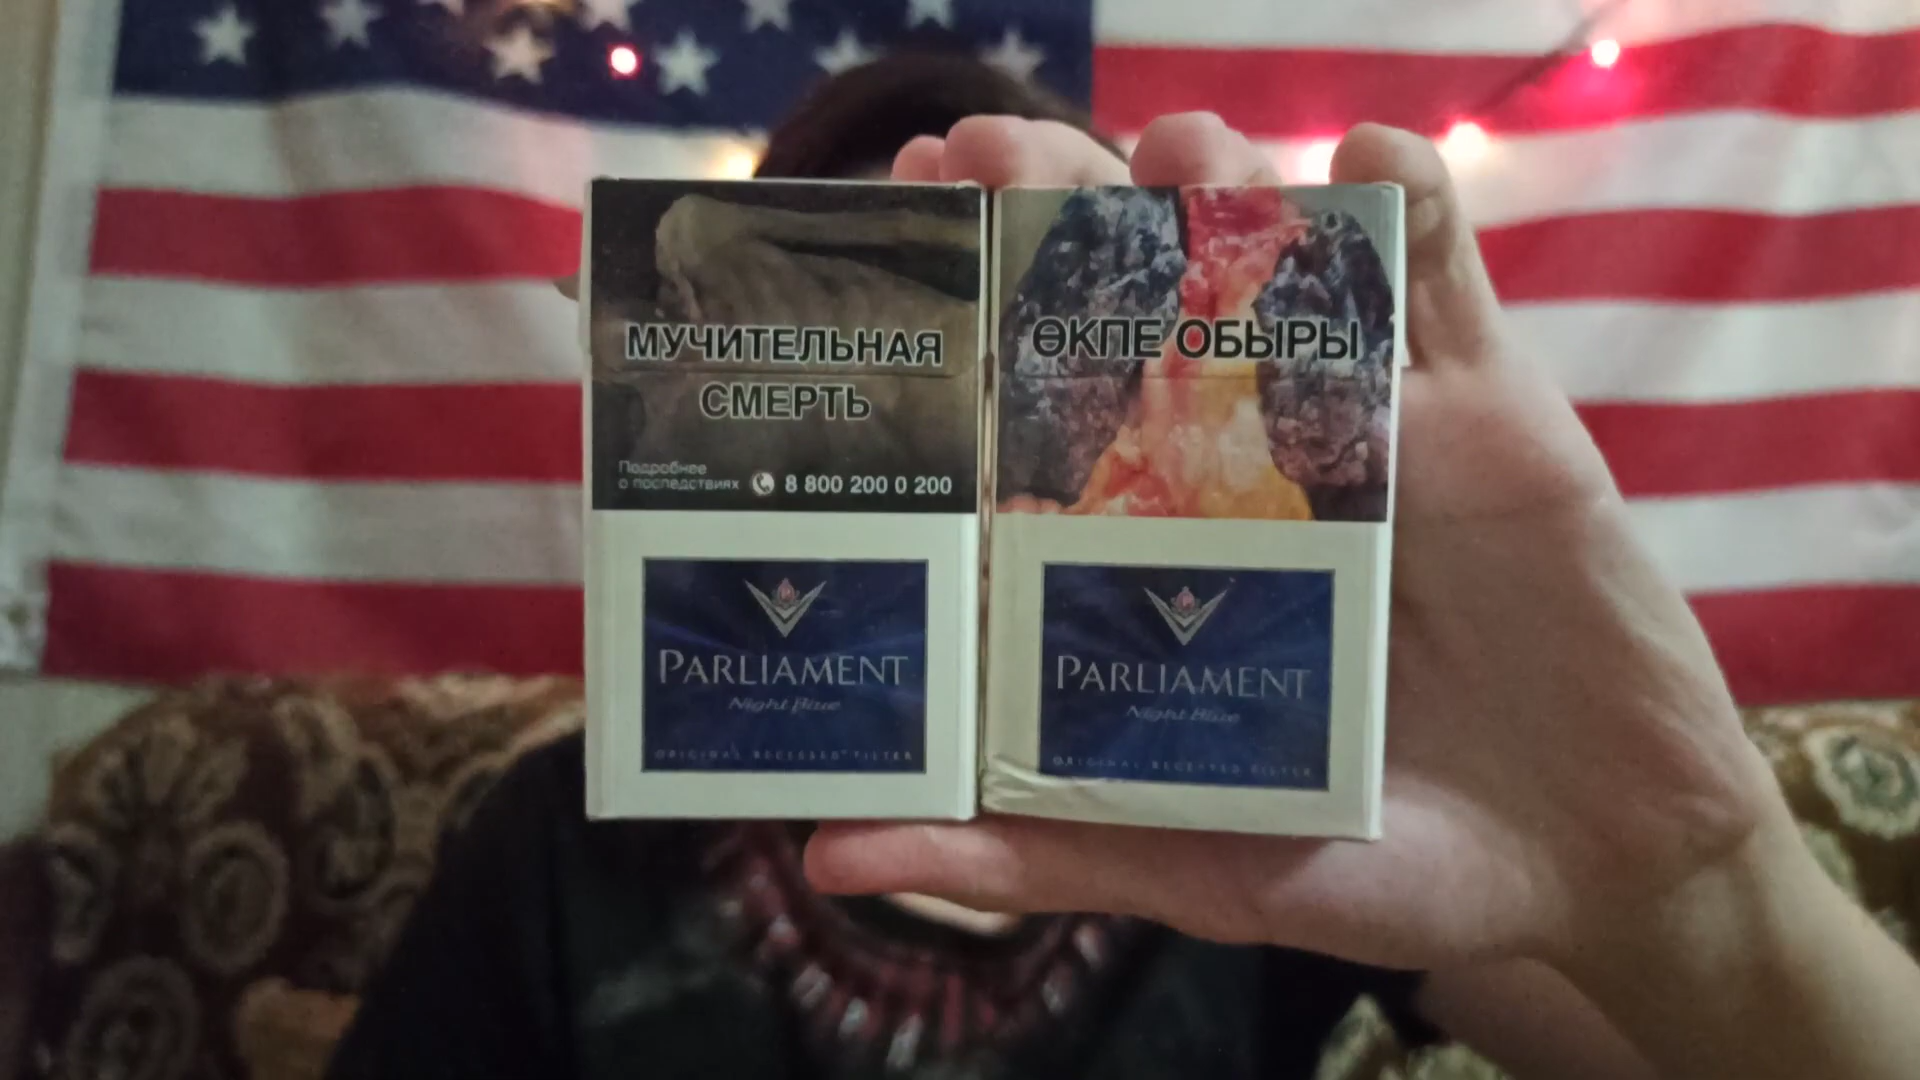 МУЧИТЕЛЬНАЯ
СМЕРТЬ
Подробнее
о последствиях 8 800 200 0 200
PARLIAMENT
Night Blue
ORIGINAL RECESSED FILTER
ӨКПЕ ОБЫРЫ
PARLIAMENT
Night Blue
ORIGINAL RECESSED FILTER